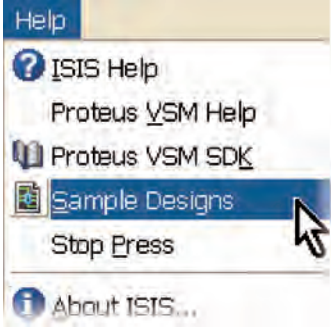 Help
ISIS Help
Proteus VSM Help
Proteus VSM SDK
Sample Designs
Stop Press
About ISIS...